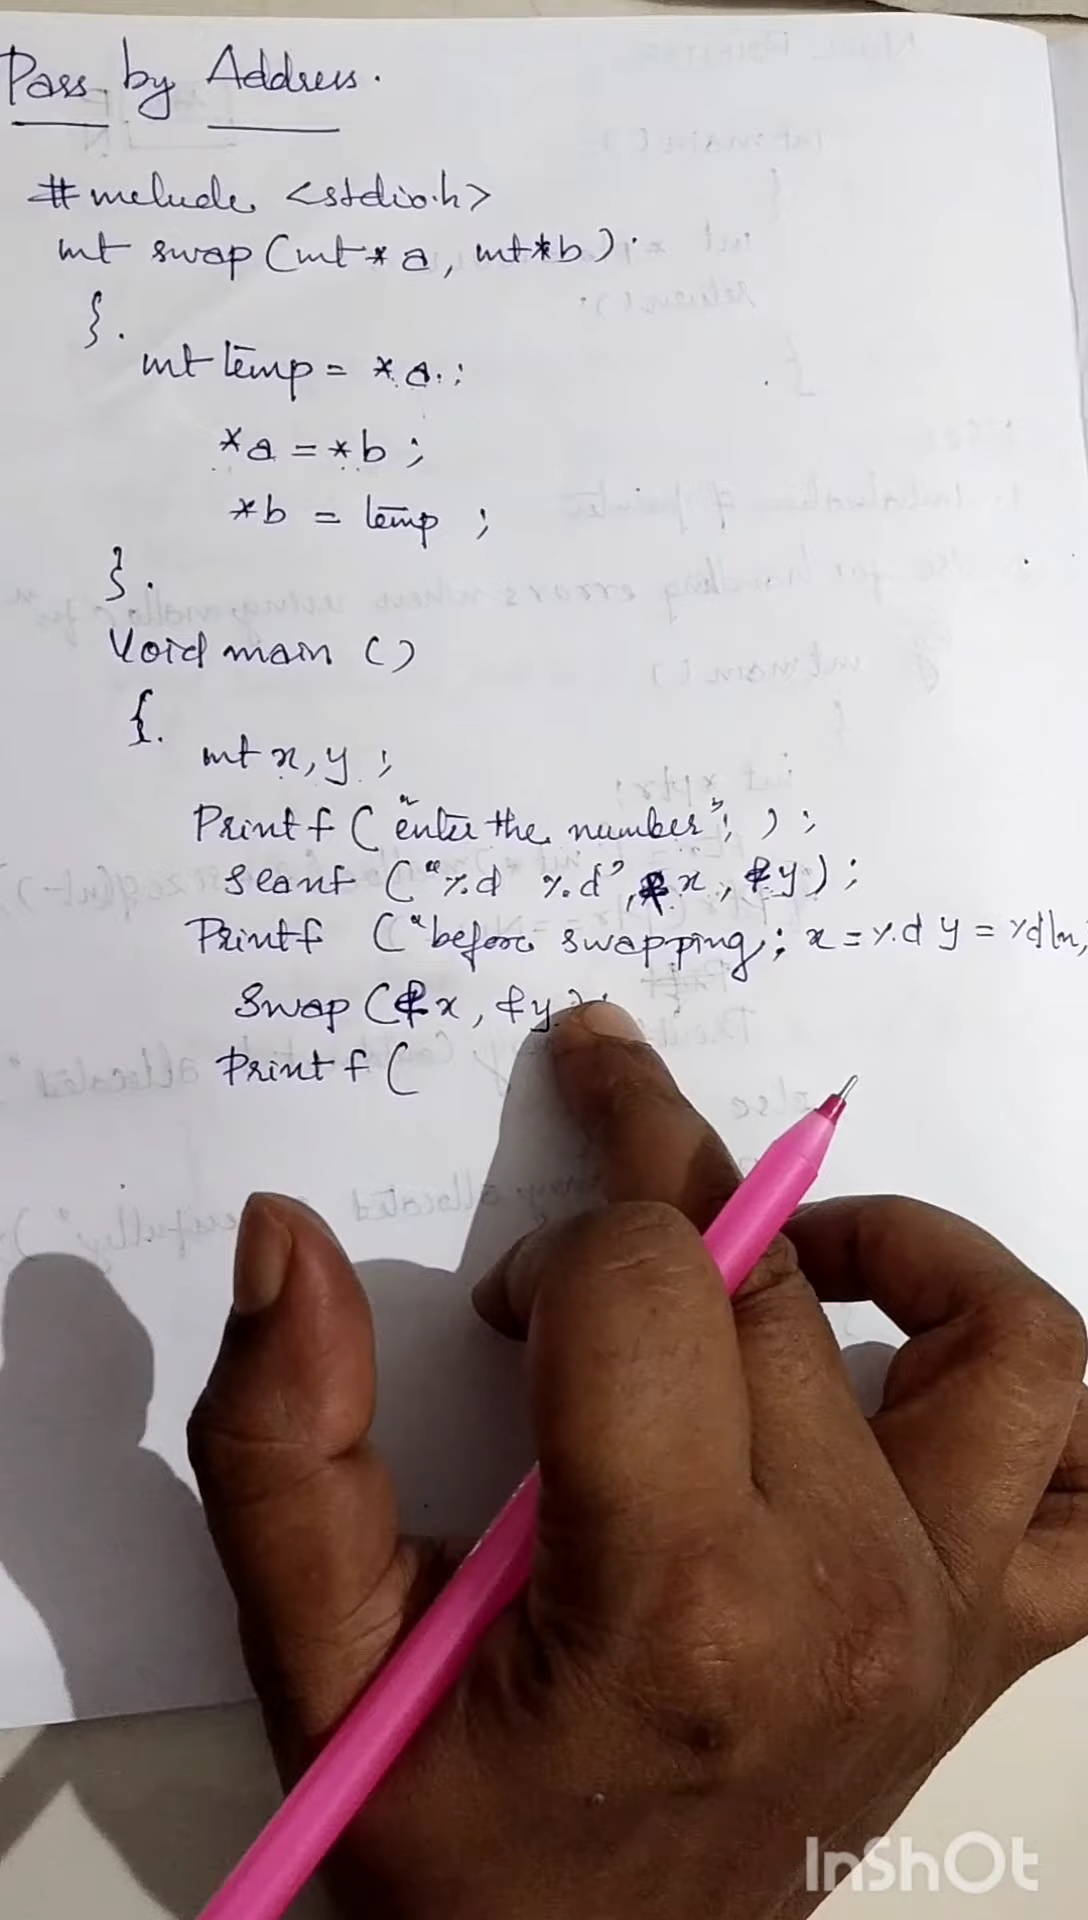 Pass by Address.
#include <stdio.h>
int swap (int * a, int *b).
}.
int temp = *a.;
*a = *b ;
*b = temp ;
}.
Void main ()
{.
int x, y ;
Printf ( "enter the number"; ) ;
Scanf ("%d %d", &x, &y) ;
Printf ("before swapping; x = %d y = %d\n,
Swap (&x, &y);
Printf (
InShOt